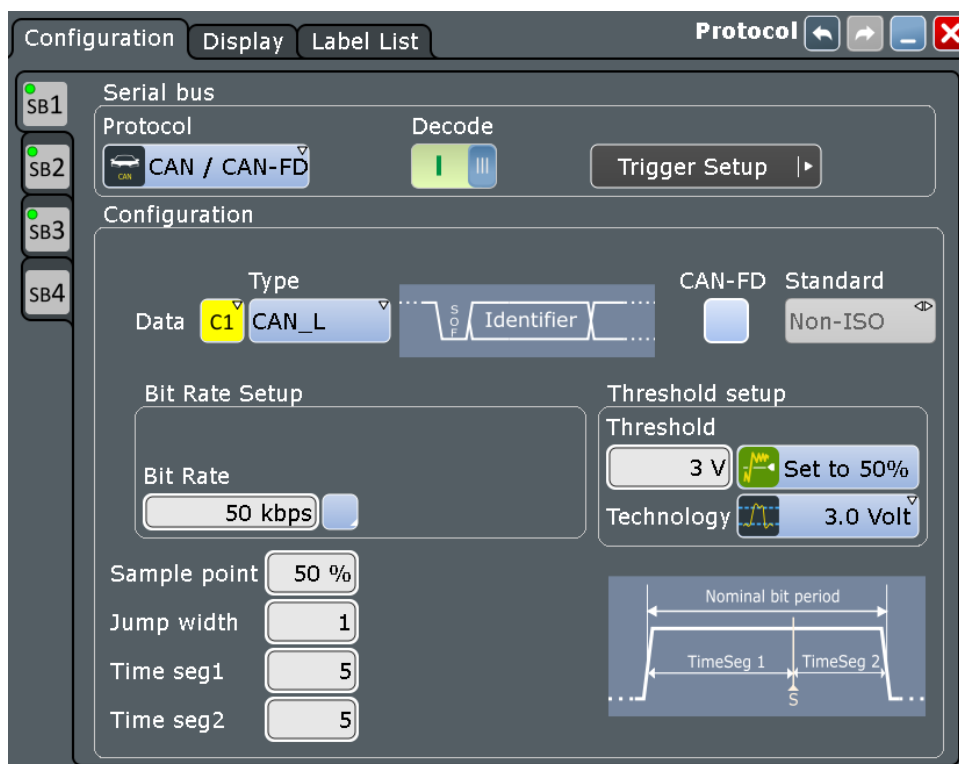 Configuration Display Label List Protocol
SB1
SB2
SB3
SB4
Serial bus
Protocol Decode
CAN CAN / CAN-FD I III Trigger Setup
Configuration
Type CAN-FD Standard
Data C1 CAN_L SOF Identifier Non-ISO
Bit Rate Setup Threshold setup
Threshold
3 V Set to 50%
Bit Rate
50 kbps
Technology 3.0 Volt
Sample point 50 %
Jump width 1
Time seg1 5
Time seg2 5
Nominal bit period
TimeSeg 1 TimeSeg 2
S